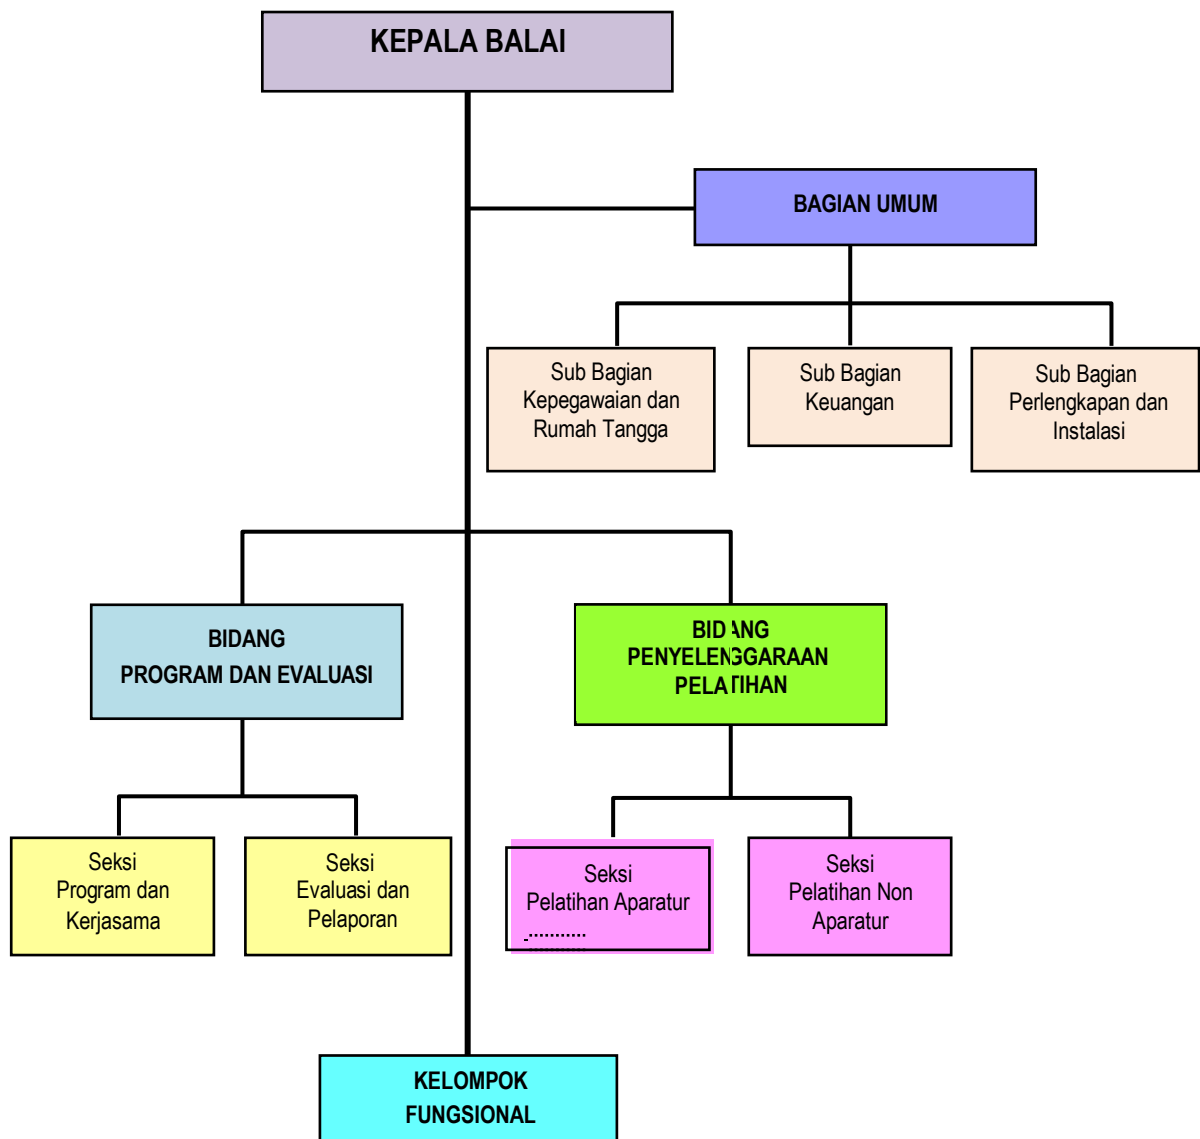 KEPALA BALAI
BAGIAN UMUM
Sub Bagian
Kepegawaian dan
Rumah Tangga
Sub Bagian
Keuangan
Sub Bagian
Perlengkapan dan
Instalasi
BIDANG
PROGRAM DAN EVALUASI
BIDANG
PENYELENGGARAAN
PELATIHAN
Seksi
Program dan
Kerjasama
Seksi
Evaluasi dan
Pelaporan
Seksi
Pelatihan Aparatur
...........
Seksi
Pelatihan Non
Aparatur
KELOMPOK
FUNGSIONAL